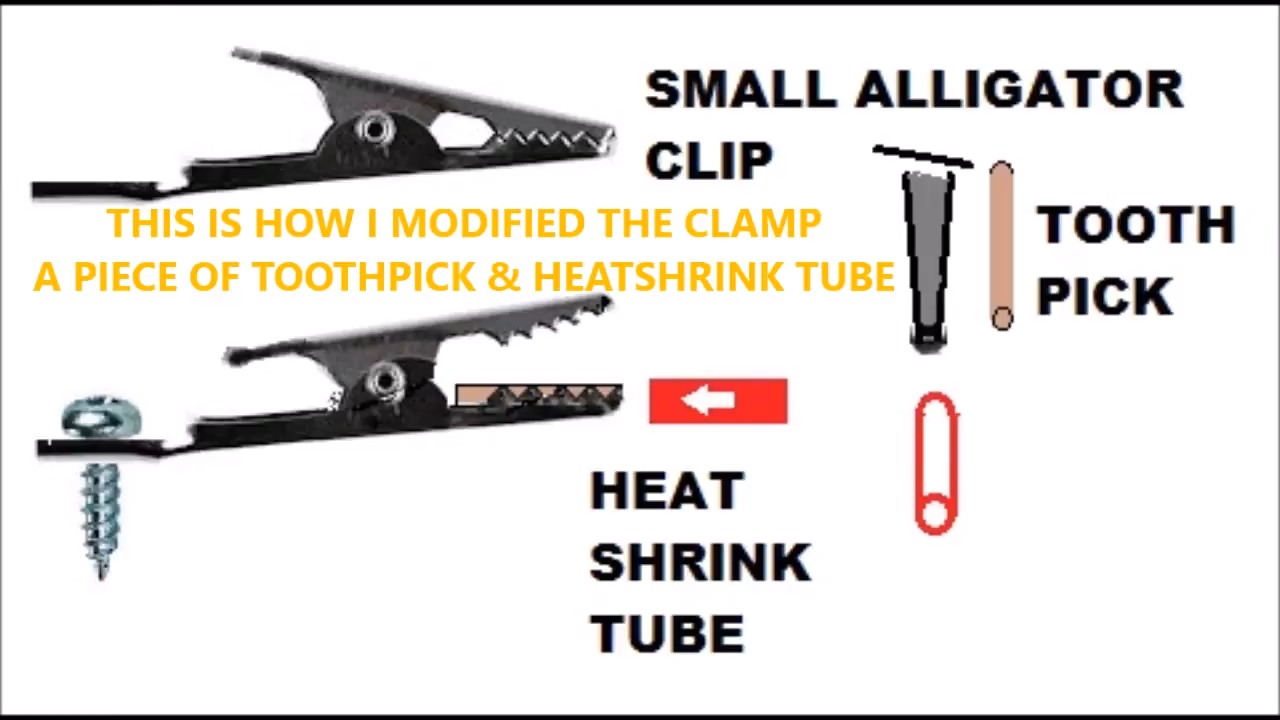 SMALL ALLIGATOR
CLIP
TOOTH
PICK
THIS IS HOW I MODIFIED THE CLAMP
A PIECE OF TOOTHPICK & HEATSHRINK TUBE
HEAT
SHRINK
TUBE